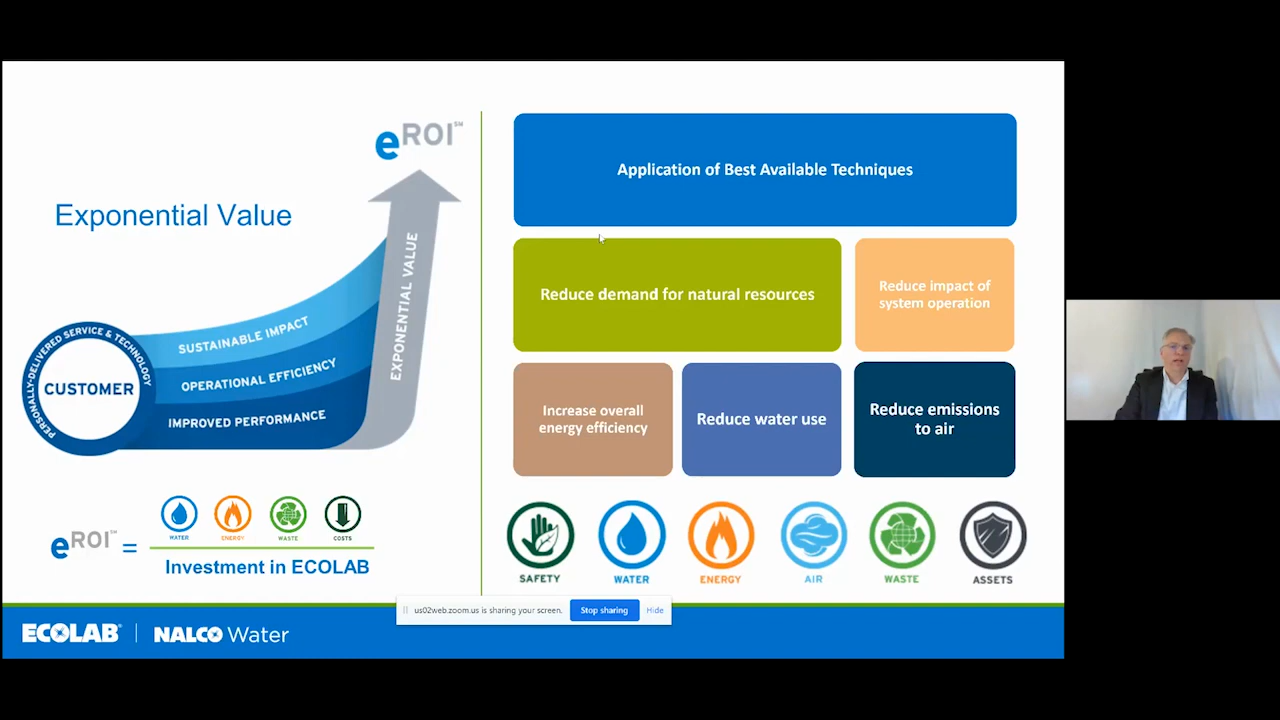 eROI℠
Exponential Value
EXPONENTIAL VALUE
PERSONALLY-DELIVERED SERVICE & TECHNOLOGY
CUSTOMER
SUSTAINABLE IMPACT
OPERATIONAL EFFICIENCY
IMPROVED PERFORMANCE
eROI℠ =
WATER ENERGY WASTE COSTS
Investment in ECOLAB
Application of Best Available Techniques
Reduce demand for natural resources
Reduce impact of
system operation
Increase overall
energy efficiency
Reduce water use
Reduce emissions
to air
SAFETY WATER ENERGY AIR WASTE ASSETS
us02web.zoom.us is sharing your screen. Stop sharing Hide
ECOLAB® NALCO Water